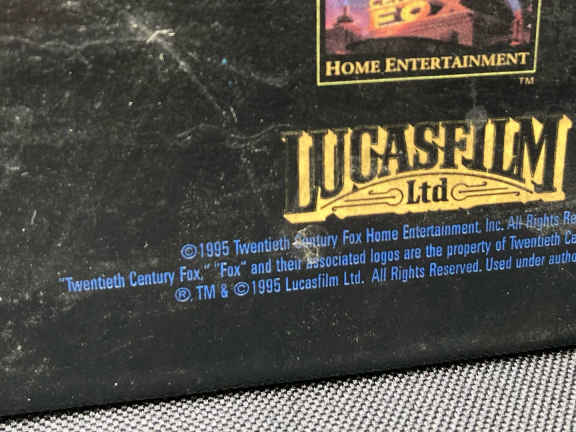 FOX
HOME ENTERTAINMENT
TM
LUCASFILM
Ltd
©1995 Twentieth Century Fox Home Entertainment, Inc. All Rights
"Twentieth Century Fox," "Fox" and their associated logos are the property of Twentieth
®, TM & ©1995 Lucasfilm Ltd. All Rights Reserved. Used under